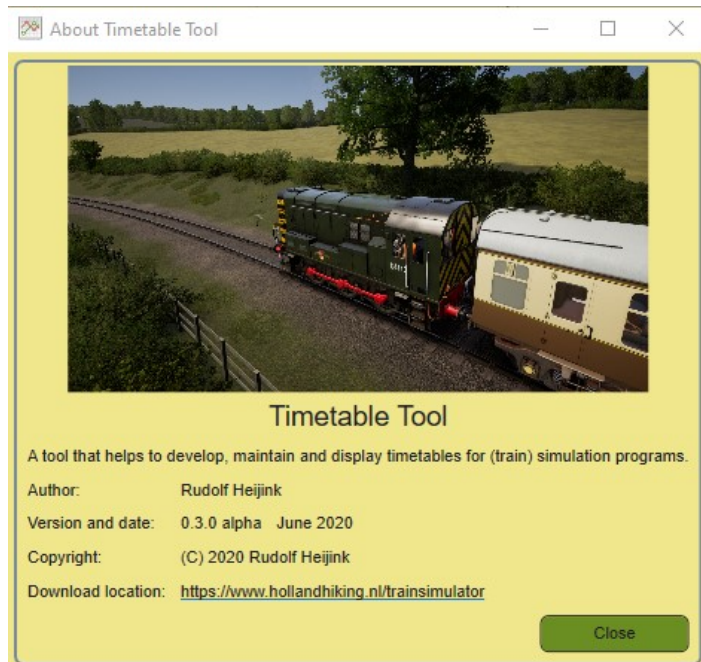 About Timetable Tool
Timetable Tool
A tool that helps to develop, maintain and display timetables for (train) simulation programs.
Author: Rudolf Heijink
Version and date: 0.3.0 alpha June 2020
Copyright: (C) 2020 Rudolf Heijink
Download location: https://www.hollandhiking.nl/trainsimulator
Close